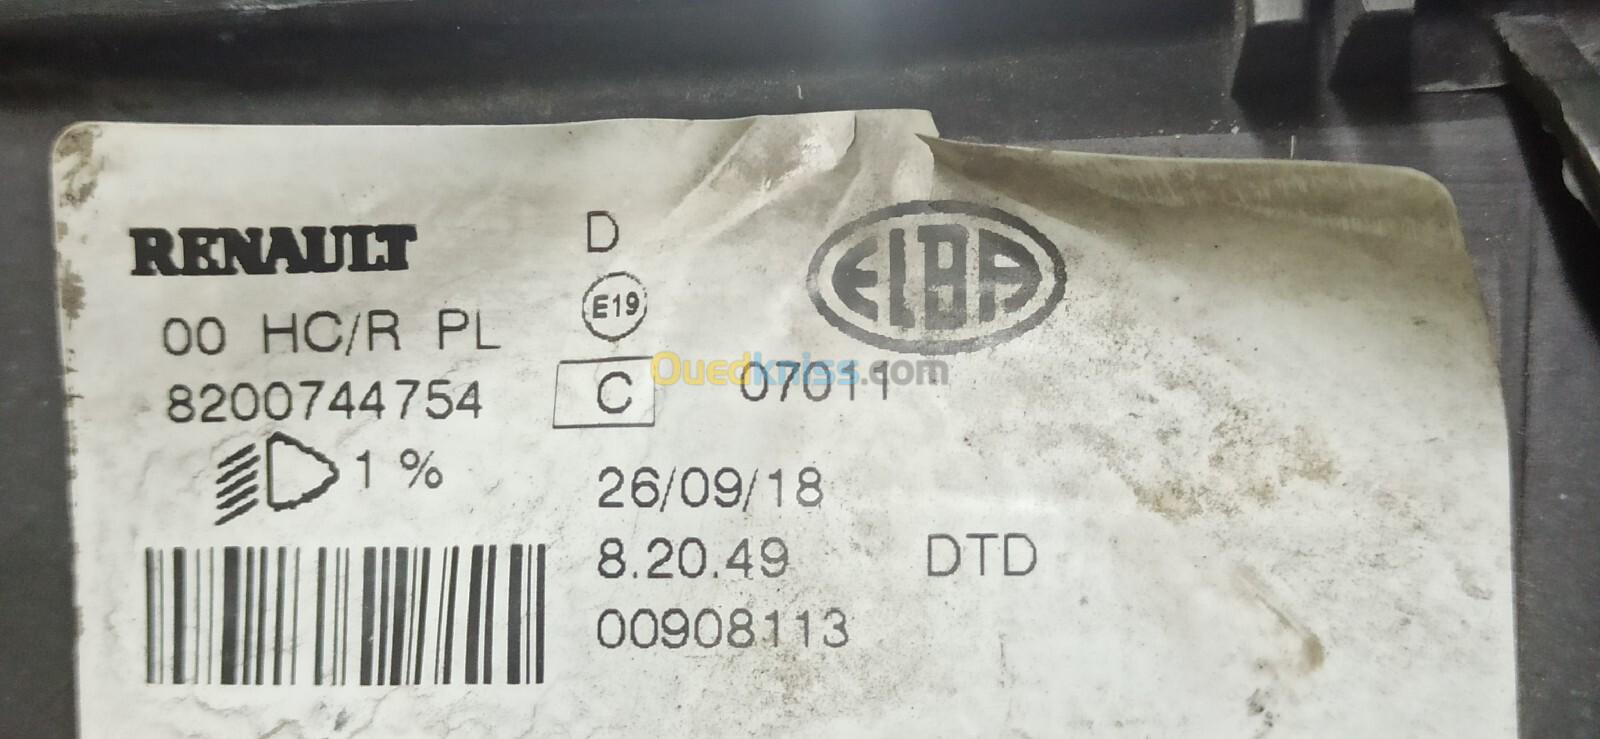 RENAULT
D
ELBA
E19
00 HC/R PL
8200744754
C
07011
Ouedkniss.com
1 %
26/09/18
8.20.49
DTD
00908113